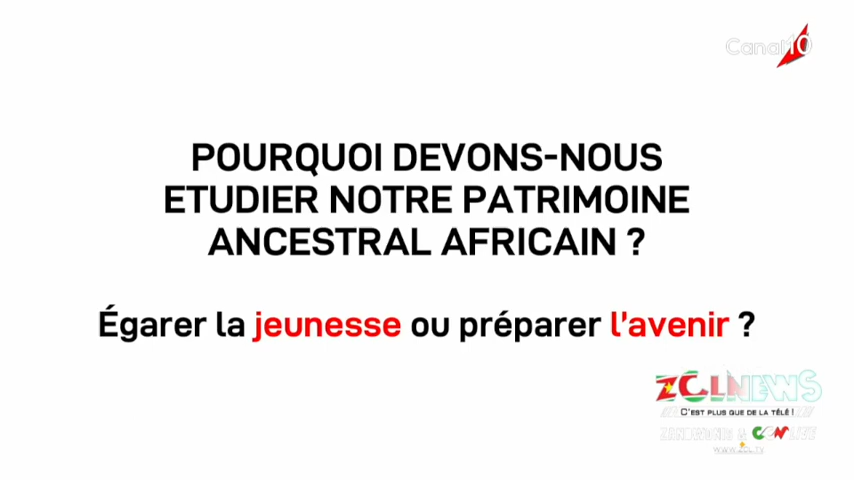 Canal10
POURQUOI DEVONS-NOUS
ETUDIER NOTRE PATRIMOINE
ANCESTRAL AFRICAIN ?
Égarer la jeunesse ou préparer l'avenir ?
ZCLNEWS
C'EST PLUS QUE DE LA TÉLÉ !